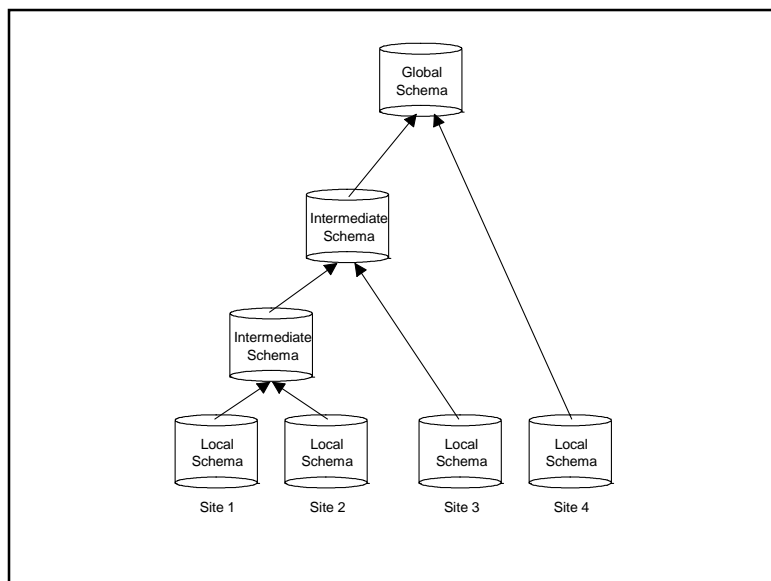 Global
Schema
Intermediate
Schema
Intermediate
Schema
Local
Schema
Local
Schema
Local
Schema
Local
Schema
Site 1
Site 2
Site 3
Site 4